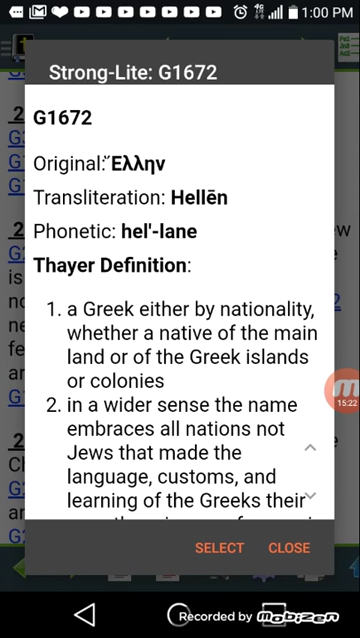 1:00 PM
Strong-Lite: G1672
G1672
Original: Ἕλλην
Transliteration: Hellēn
Phonetic: hel'-lane
Thayer Definition:
1. a Greek either by nationality,
whether a native of the main
land or of the Greek islands
or colonies
2. in a wider sense the name
embraces all nations not
Jews that made the
language, customs, and
learning of the Greeks their
15:22
SELECT CLOSE
Recorded by Mobizen